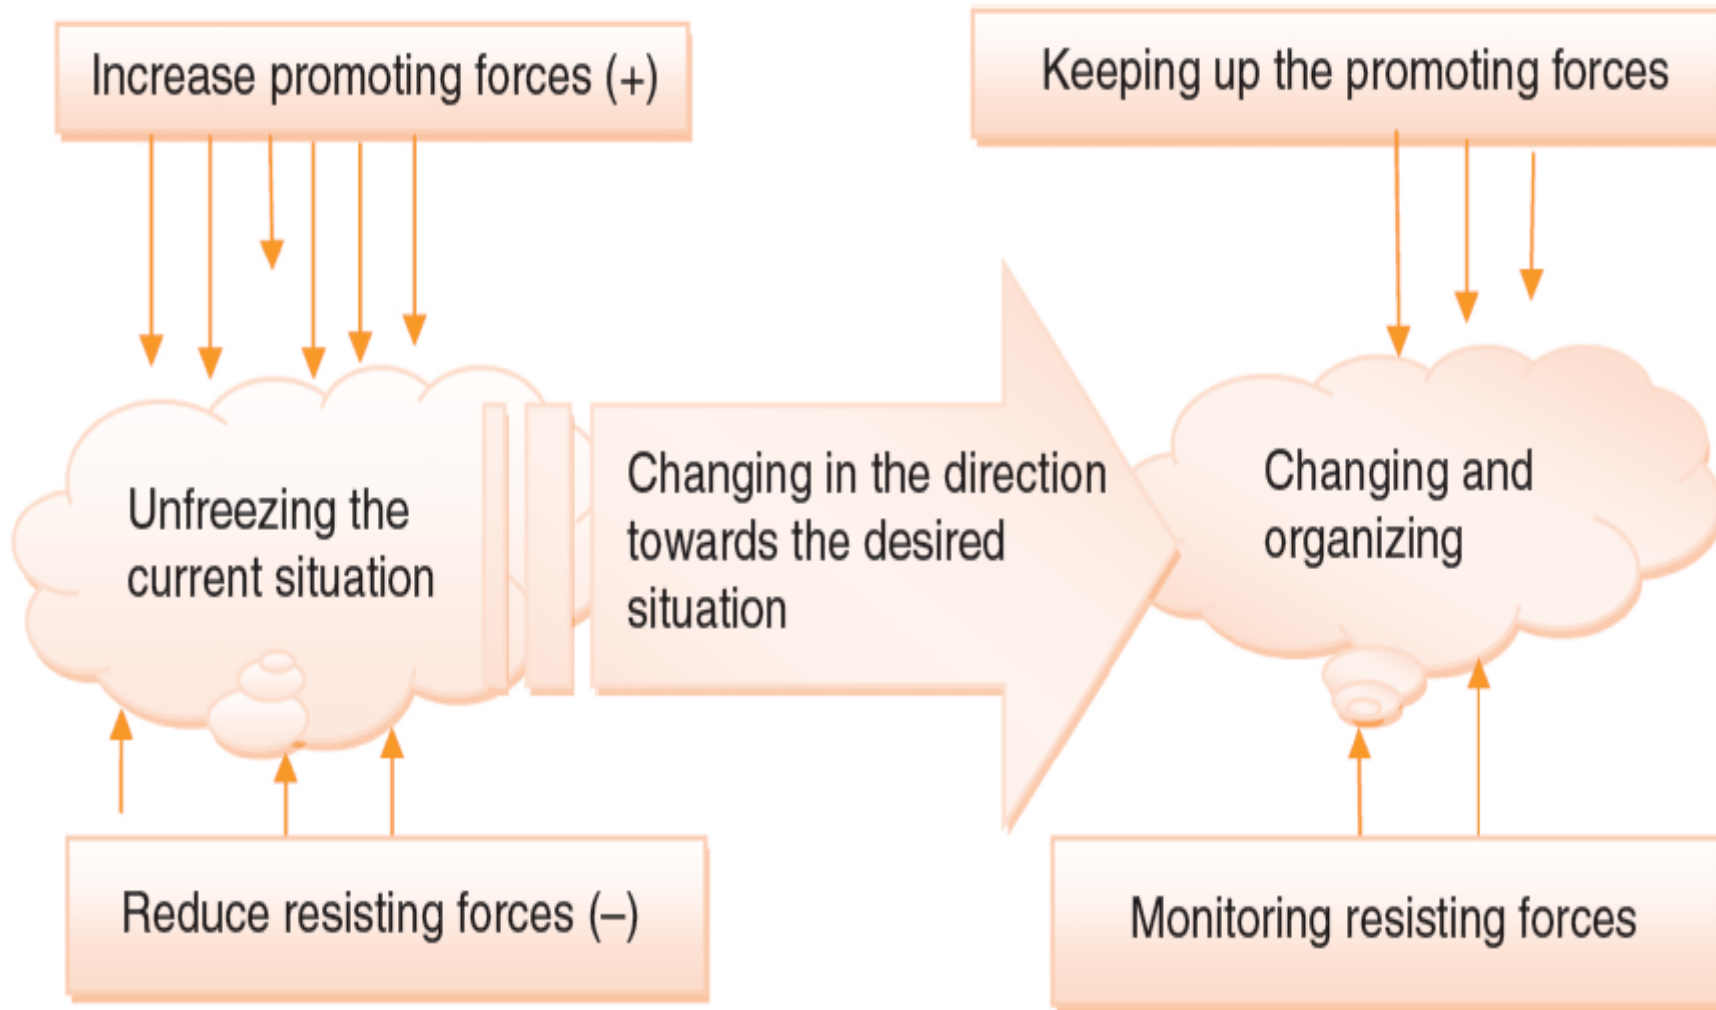 Increase promoting forces (+)
Keeping up the promoting forces
Unfreezing the
current situation
Changing in the direction
towards the desired
situation
Changing and
organizing
Reduce resisting forces (–)
Monitoring resisting forces